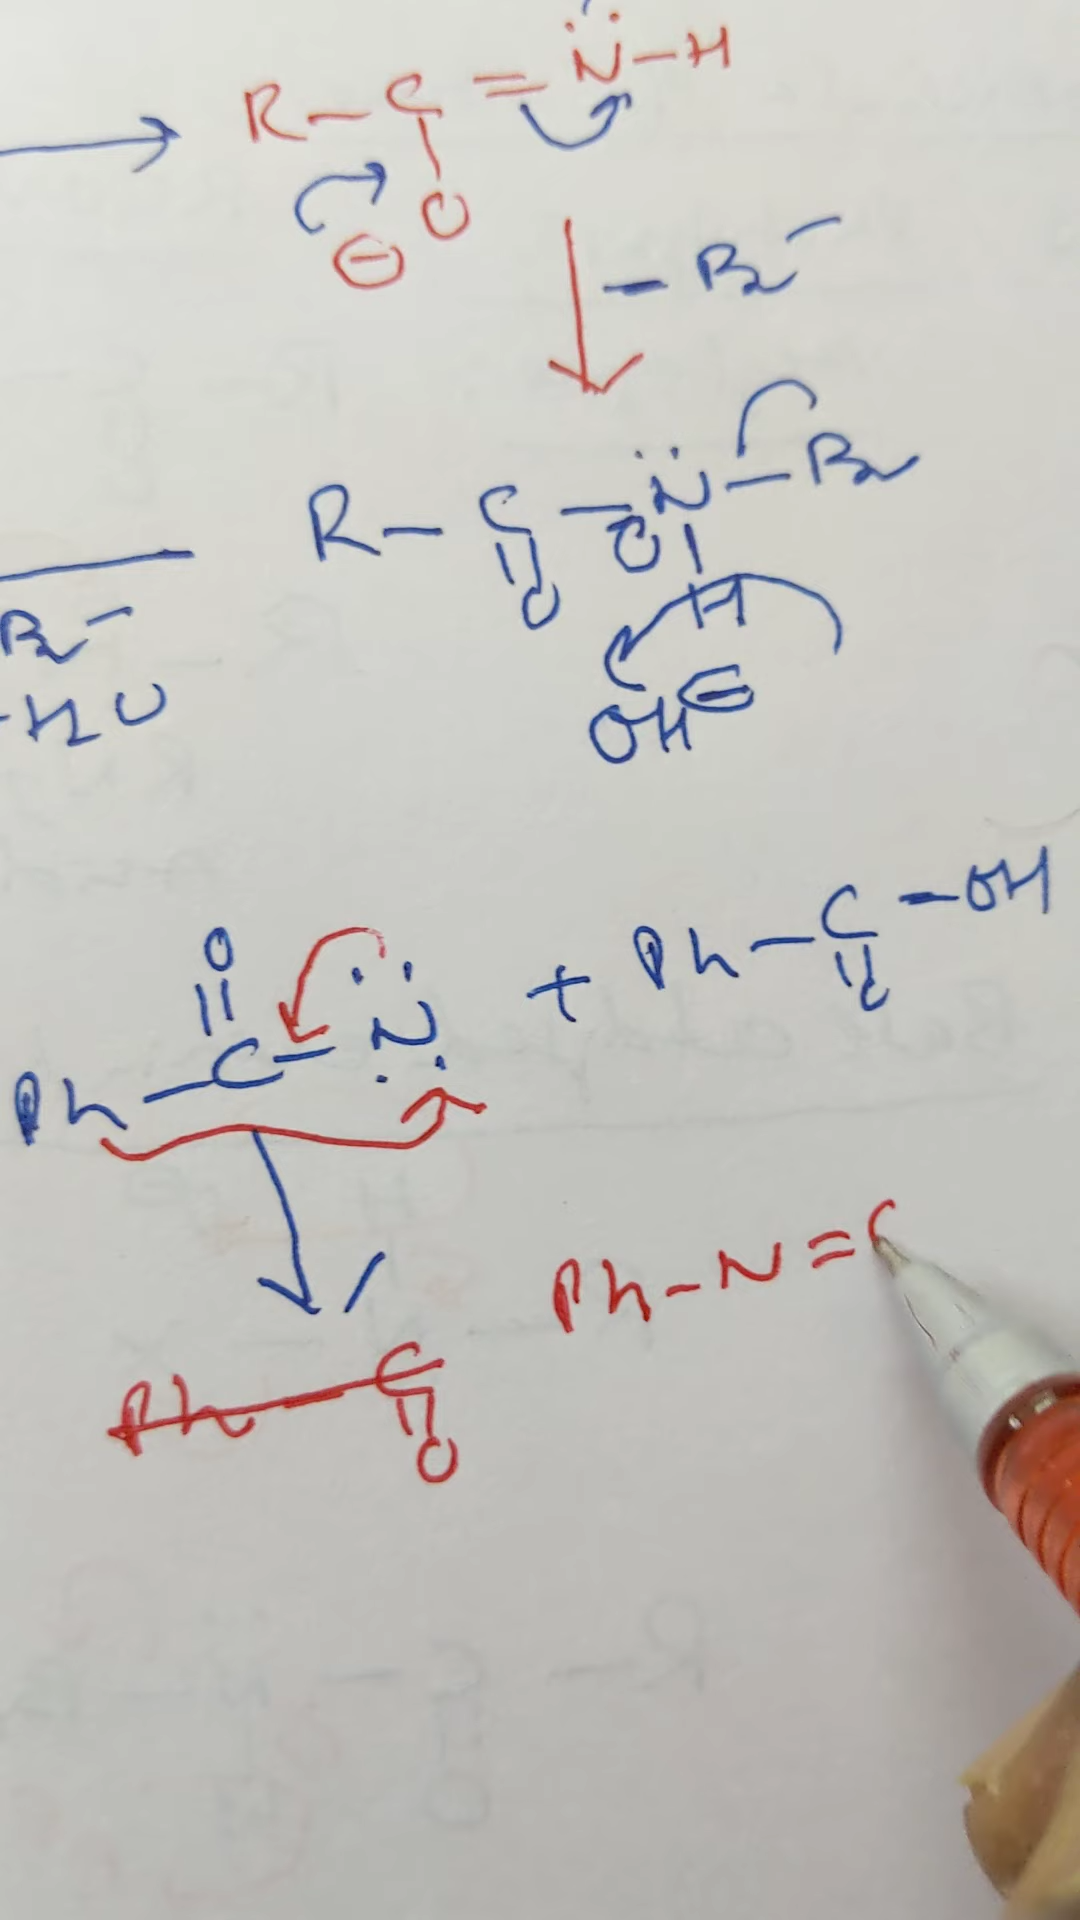 R–C=N̈–H
O
⊖
– Br⁻
R–C–N̈–Br
O
O
H
Br⁻
-H2O
OH⊖
O
Ph–C–N̈ + Ph–C–OH
O
Ph–N=C
Ph–C
O